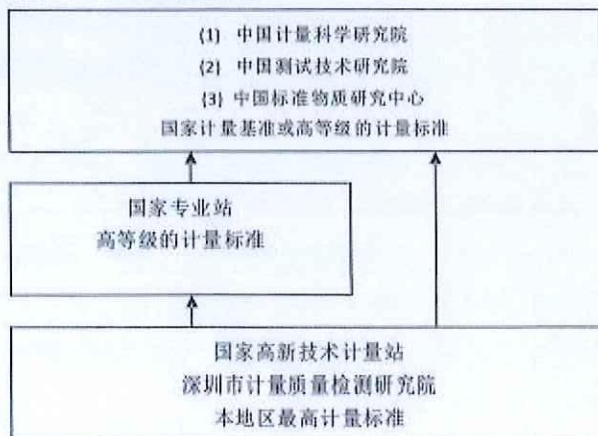 (1) 中国计量科学研究院
(2) 中国测试技术研究院
(3) 中国标准物质研究中心
国家计量基准或高等级的计量标准
国家专业站
高等级的计量标准
国家高新技术计量站
深圳市计量质量检测研究院
本地区最高计量标准